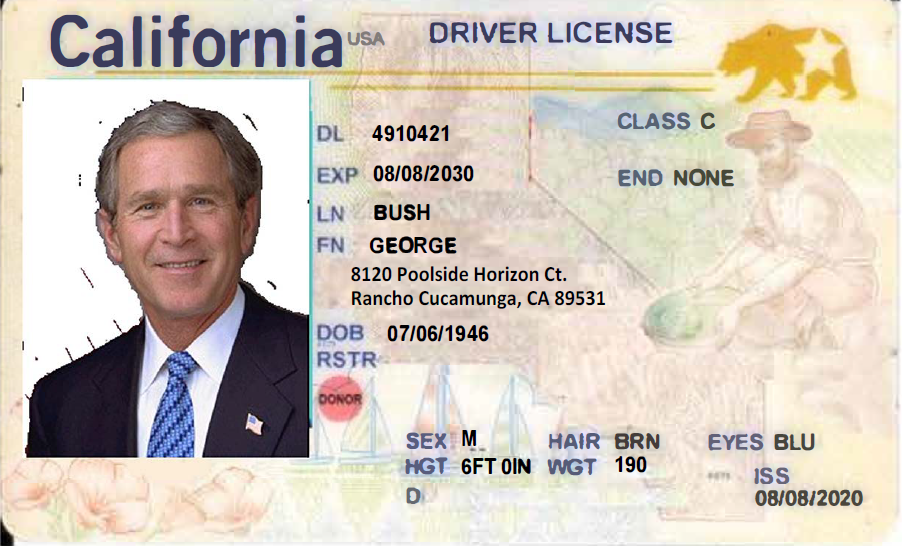 California USA DRIVER LICENSE
DL 4910421
CLASS C
EXP 08/08/2030
END NONE
LN BUSH
FN GEORGE
8120 Poolside Horizon Ct.
Rancho Cucamunga, CA 89531
DOB 07/06/1946
RSTR
DONOR
SEX M HAIR BRN EYES BLU
HGT 6FT 0IN WGT 190
ISS
D 08/08/2020